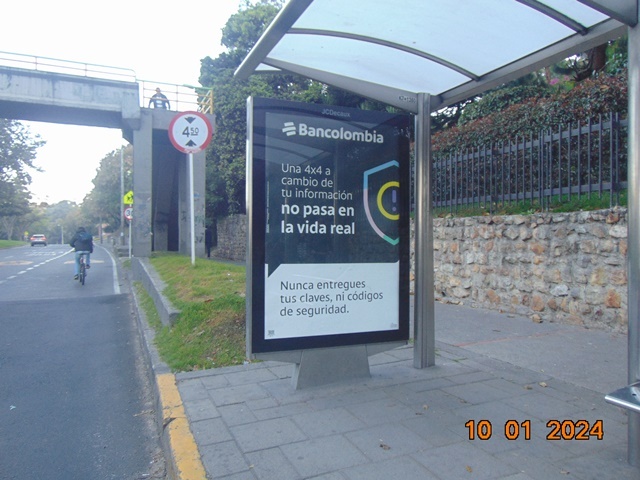 JCDecaux
4.50
Bancolombia
Una 4x4 a
cambio de
tu información
no pasa en
la vida real
Nunca entregues
tus claves, ni códigos
de seguridad.
10 01 2024